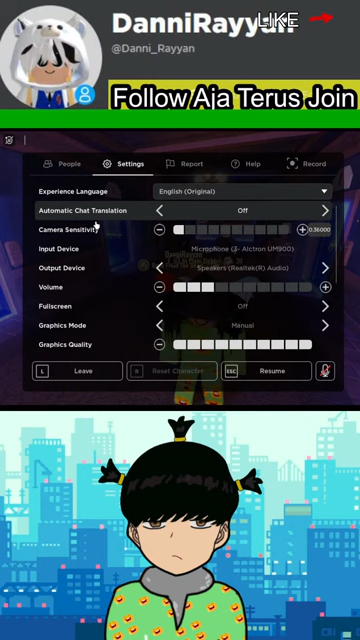 DanniRayyan
LIKE
@Danni_Rayyan
Follow Aja Terus Join
People
Settings
Report
Help
Record
Experience Language
English (Original)
Automatic Chat Translation
Off
Camera Sensitivity
0.36000
Input Device
Microphone (3- Alctron UM900)
Output Device
Speakers (Realtek(R) Audio)
Volume
Fullscreen
Off
Graphics Mode
Manual
Graphics Quality
L
Leave
R
Reset Character
ESC
Resume